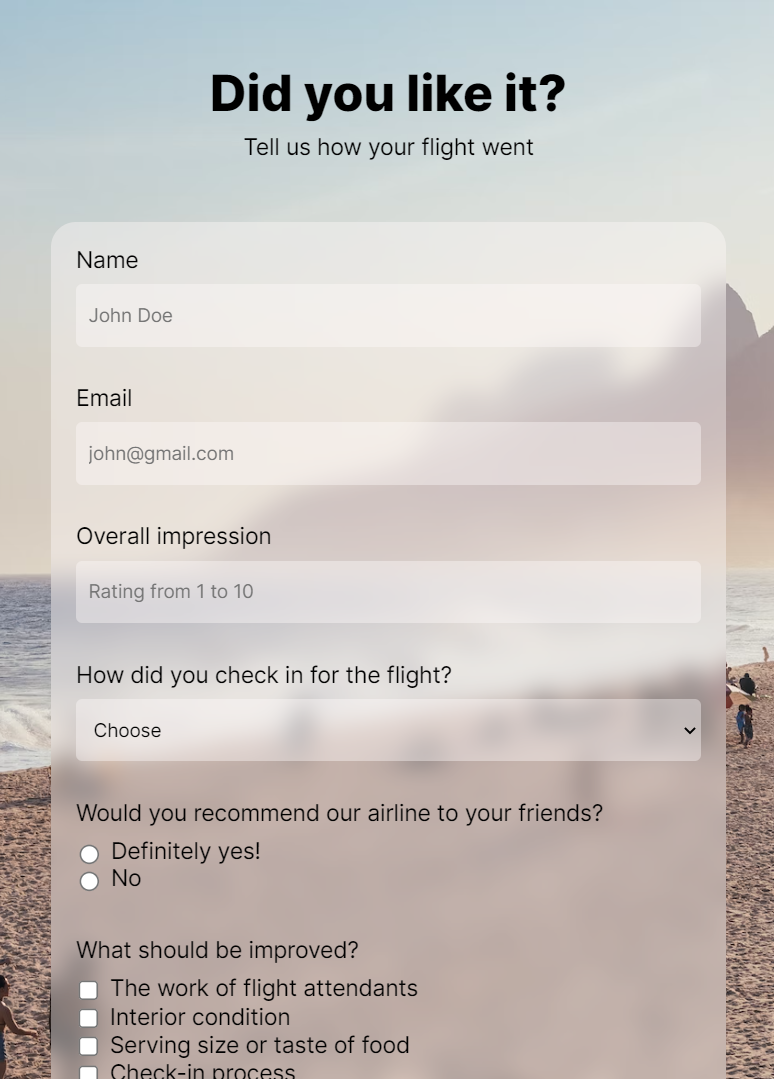 Did you like it?
Tell us how your flight went
Name
John Doe
Email
john@gmail.com
Overall impression
Rating from 1 to 10
How did you check in for the flight?
Choose
Would you recommend our airline to your friends?
Definitely yes!
No
What should be improved?
The work of flight attendants
Interior condition
Serving size or taste of food
Check-in process